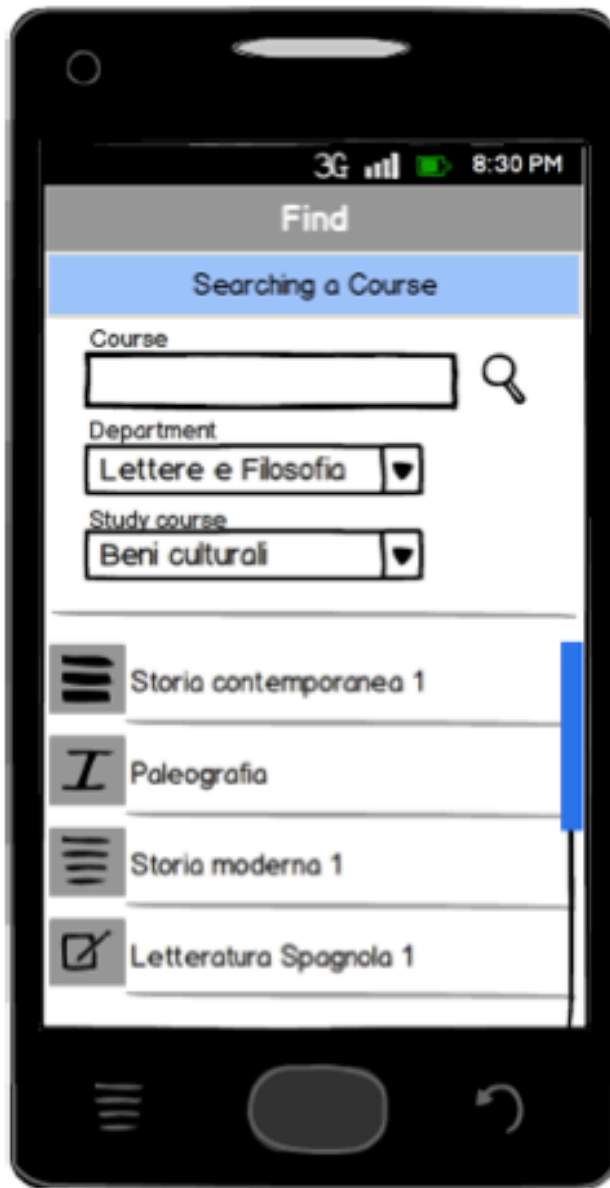 3G 8:30 PM
Find
Searching a Course
Course
Department
Lettere e Filosofia
Study course
Beni culturali
Storia contemporanea 1
Paleografia
Storia moderna 1
Letteratura Spagnola 1